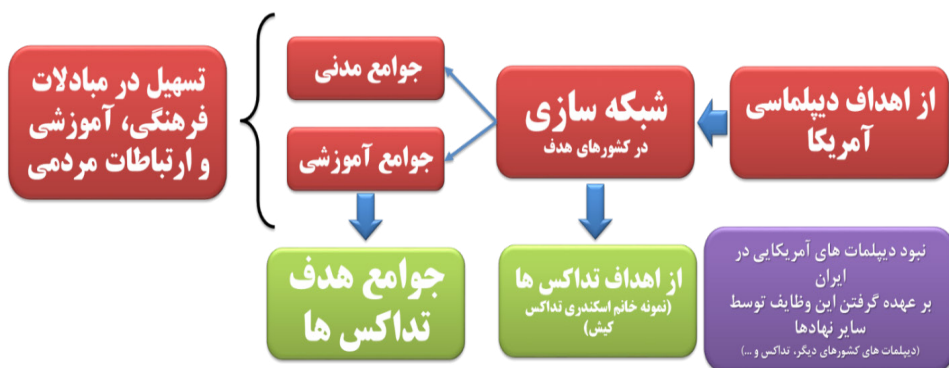 از اهداف دیپلماسی
آمریکا
شبکه سازی
در کشورهای هدف
جوامع مدنی
جوامع آموزشی
تسهیل در مبادلات
فرهنگی، آموزشی
و ارتباطات مردمی
نبود دیپلمات های آمریکایی در
ایران
بر عهده گرفتن این وظایف توسط
سایر نهادها
(دیپلمات های کشورهای دیگر، تداکس و ...)
از اهداف تداکس ها
(نمونه خانم اسکندری تداکس
کیش)
جوامع هدف
تداکس ها